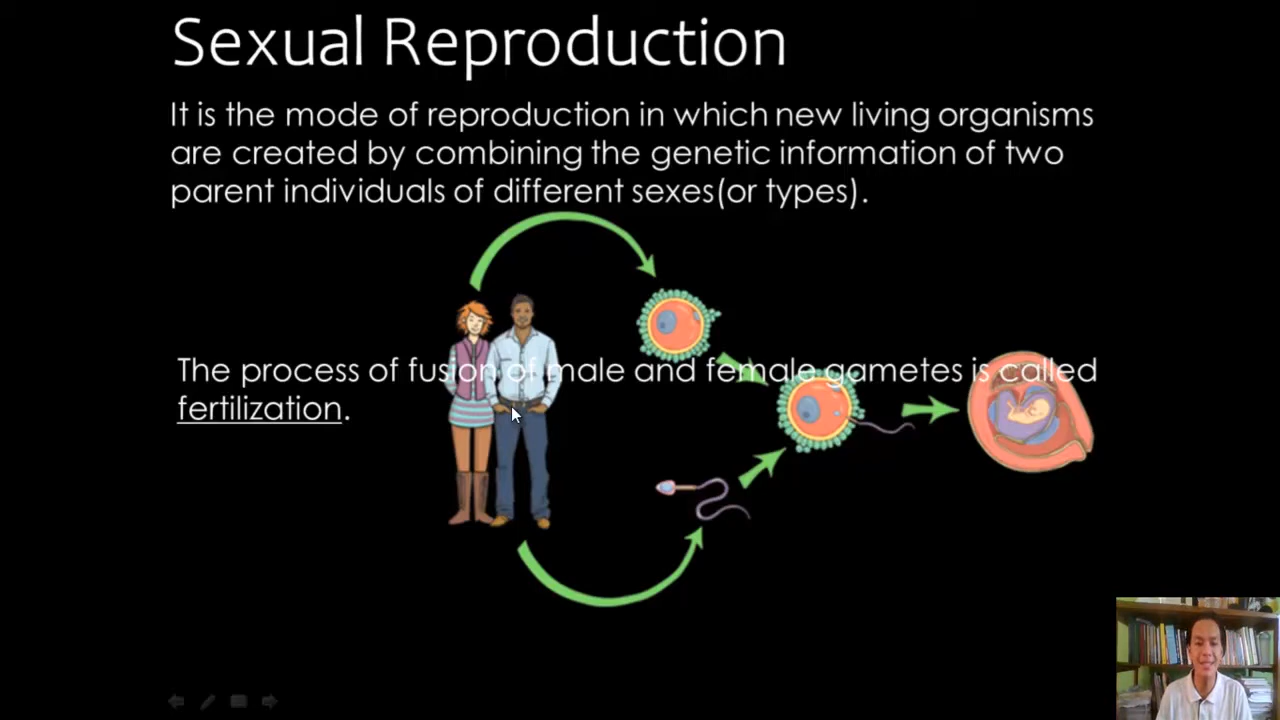 Sexual Reproduction
It is the mode of reproduction in which new living organisms
are created by combining the genetic information of two
parent individuals of different sexes(or types).
The process of fusion of male and female gametes is called
fertilization.